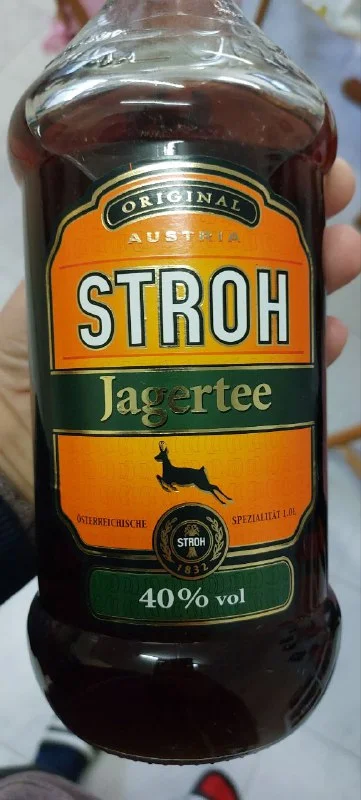 ORIGINAL
AUSTRIA
STROH
Jagertee
ÖSTERREICHISCHE SPEZIALITÄT 1.0L
STROH
1832
40% vol